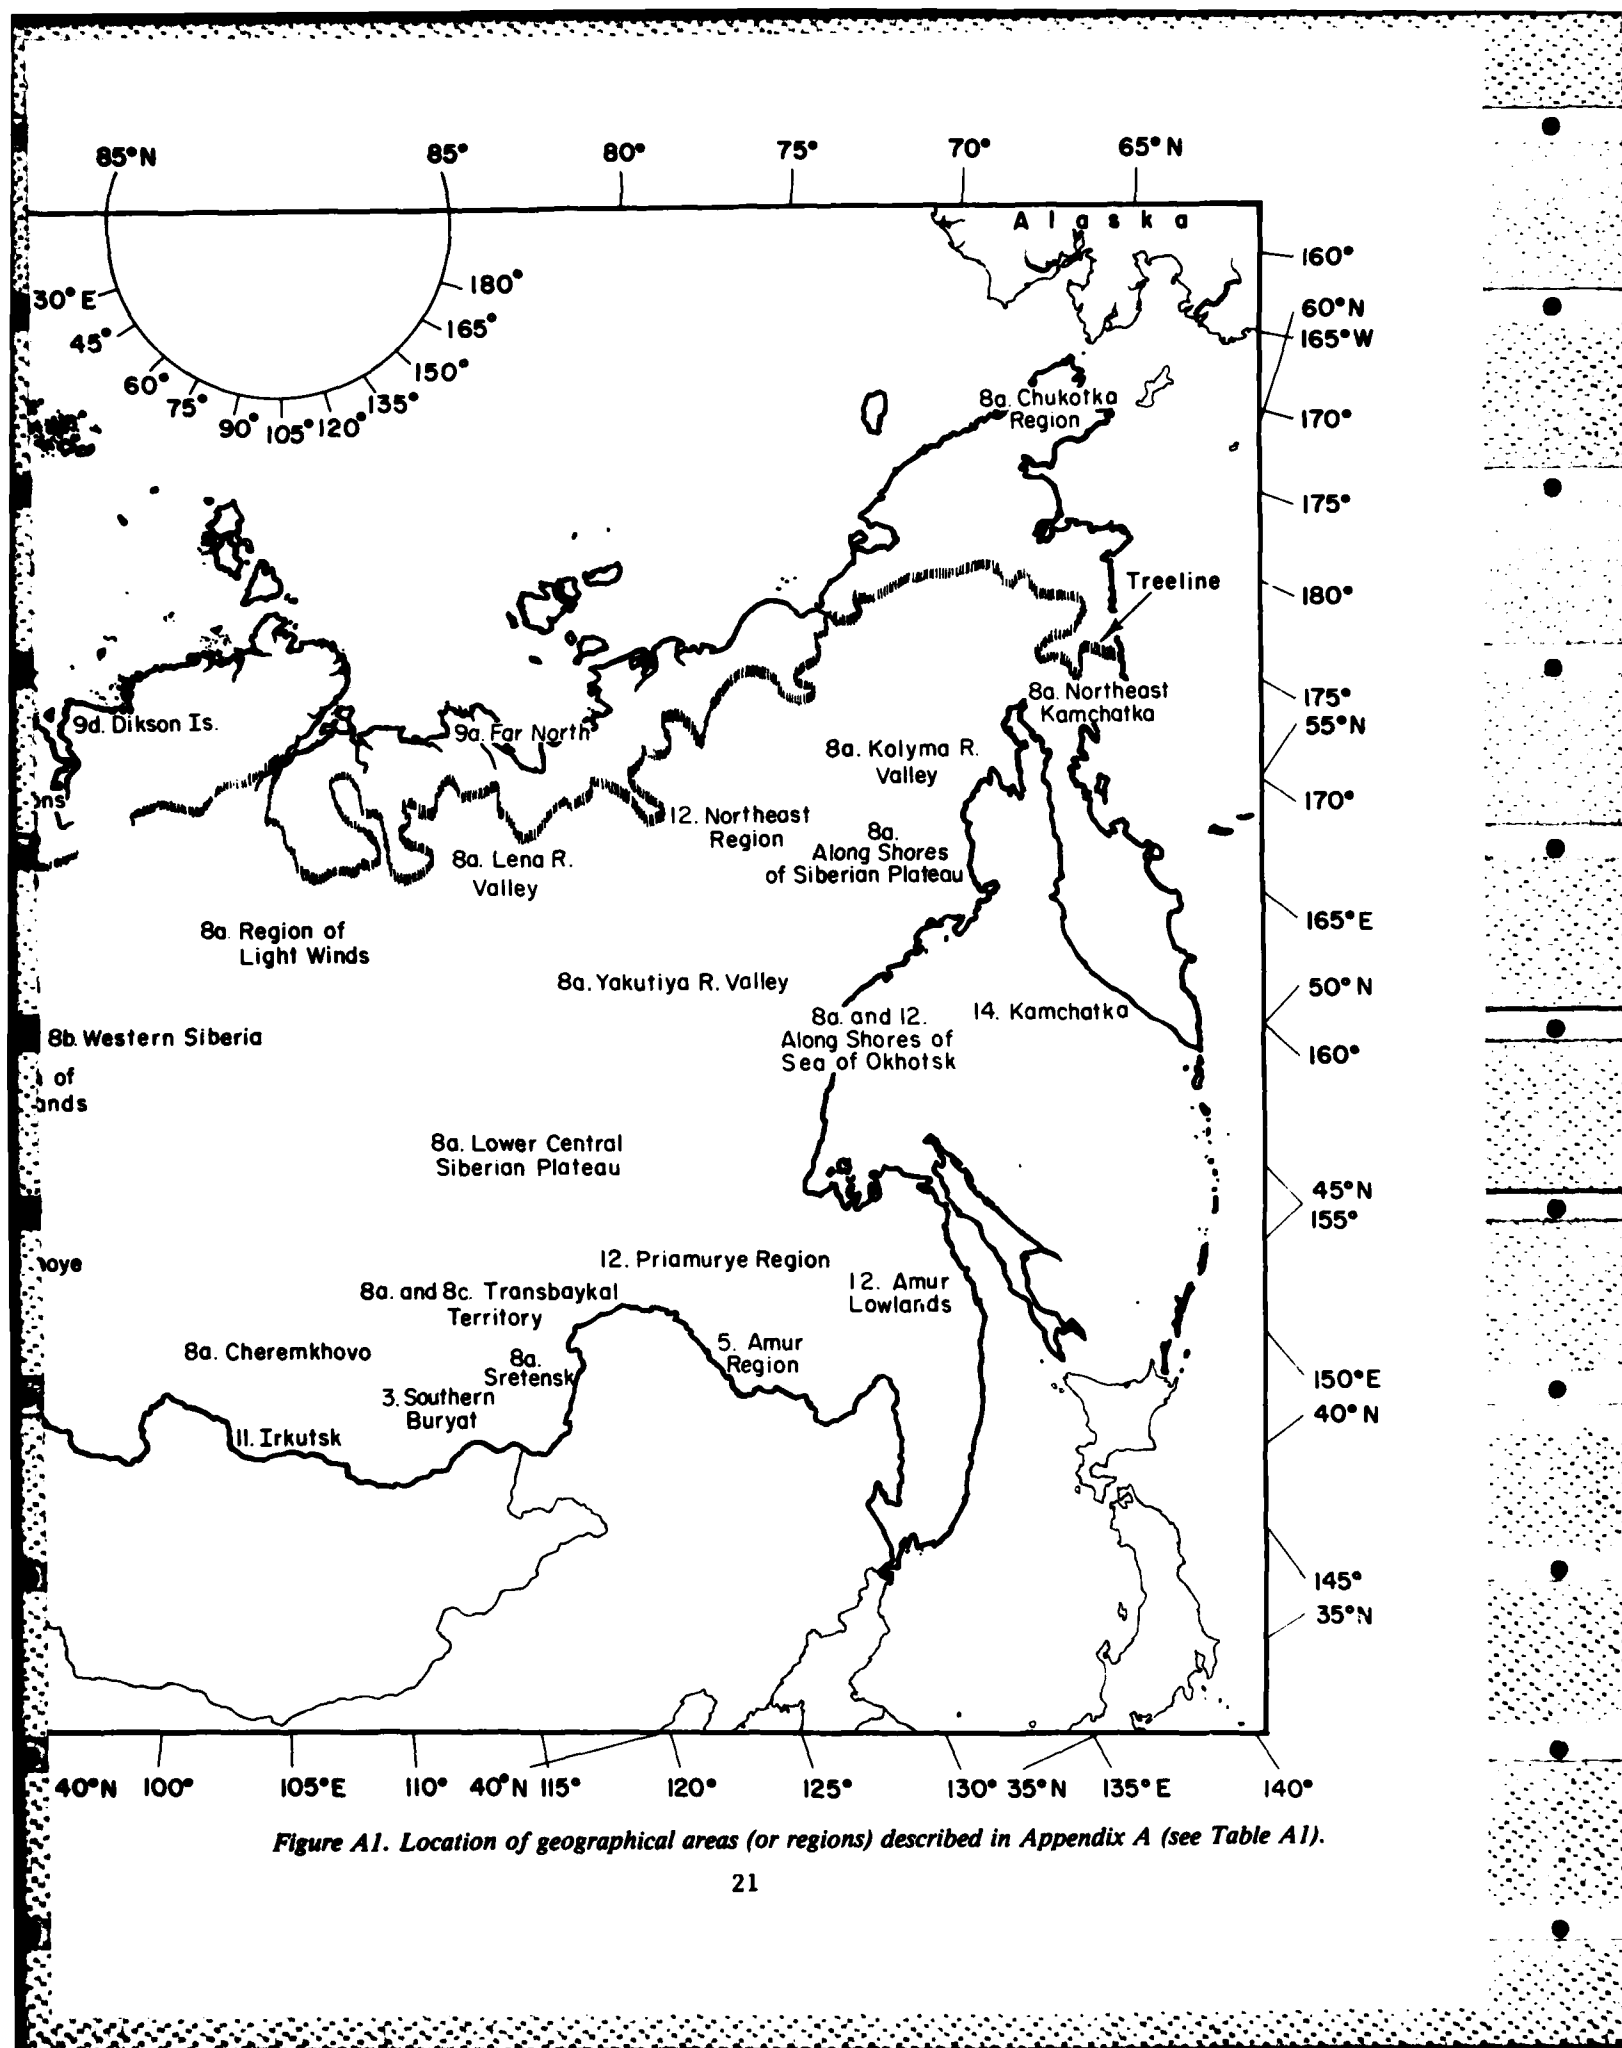 85°N 85° 80° 75° 70° 65°N
Alaska
160°
180°
30°E
60°N
165°
165°W
45°
150°
60°
135°
75°
8a. Chukotka
Region
170°
90° 105° 120°
175°
Treeline
180°
8a. Northeast
Kamchatka
175°
9d. Dikson Is.
55°N
9a. Far North
8a. Kolyma R.
Valley
170°
12. Northeast
Region
8a.
Along Shores
of Siberian Plateau
8a. Lena R.
Valley
165°E
8a. Region of
Light Winds
8a. Yakutiya R. Valley
50°N
14. Kamchatka
8a. and 12.
Along Shores of
Sea of Okhotsk
8b. Western Siberia
160°
of
8a. Lower Central
Siberian Plateau
45°N
155°
12. Priamurye Region
8a. and 8c. Transbaykal
Territory
12. Amur
Lowlands
8a. Cheremkhovo
8a.
Sretensk
5. Amur
Region
150°E
3. Southern
Buryat
40°N
11. Irkutsk
145°
35°N
40°N 100° 105°E 110° 40°N 115° 120° 125° 130° 35°N 135°E 140°
Figure A1. Location of geographical areas (or regions) described in Appendix A (see Table A1).
21